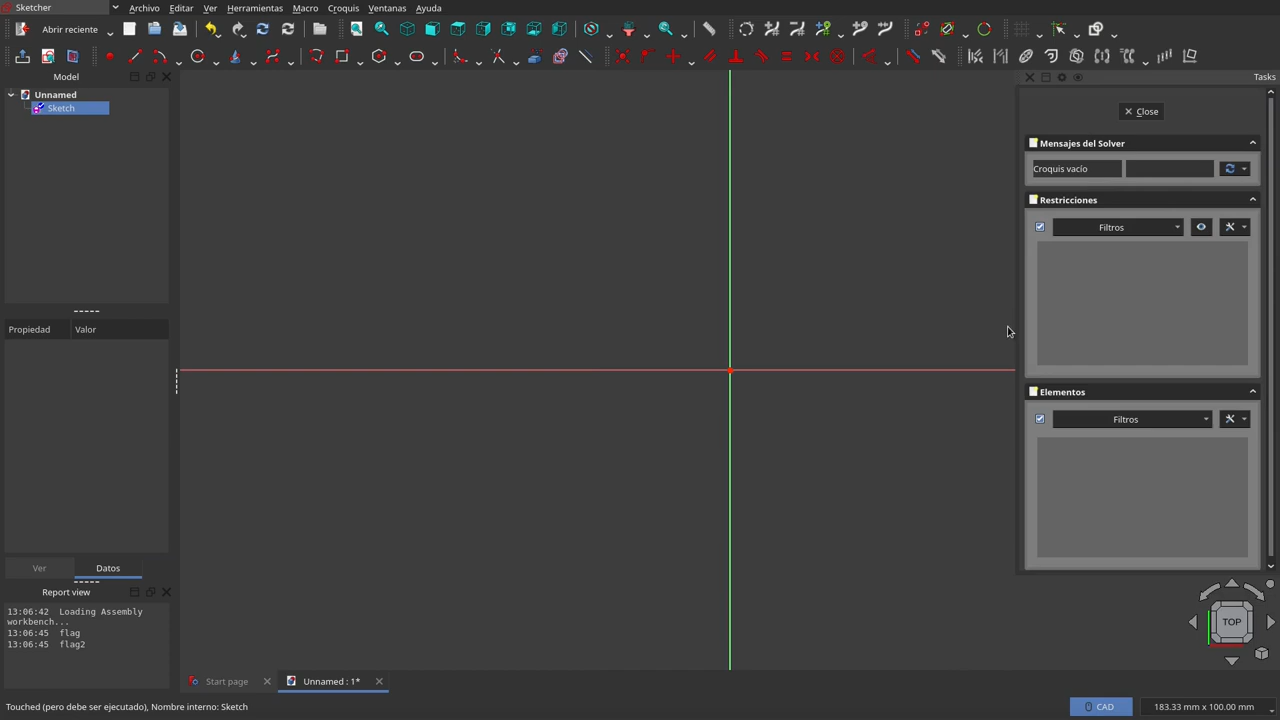 Sketcher
Archivo Editar Ver Herramientas Macro Croquis Ventanas Ayuda
Abrir reciente
Model
Unnamed
Sketch
Propiedad Valor
Ver Datos
Report view
13:06:42 Loading Assembly
workbench...
13:06:45 flag
13:06:45 flag2
Tasks
Close
Mensajes del Solver
Croquis vacío
Restricciones
Filtros
Elementos
Filtros
TOP
Start page Unnamed : 1*
Touched (pero debe ser ejecutado), Nombre interno: Sketch
CAD 183.33 mm x 100.00 mm